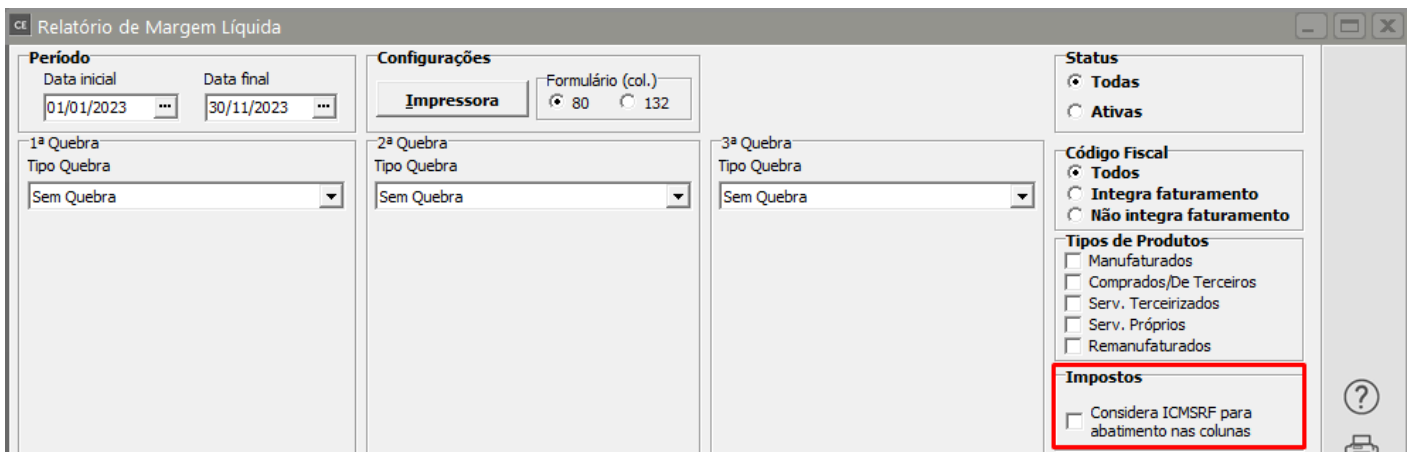 CE Relatório de Margem Líquida
Período
Data inicial Data final
01/01/2023 ... 30/11/2023 ...
Configurações
Impressora
Formulário (col.)
80 132
Status
Todas
Ativas
1ª Quebra
Tipo Quebra
Sem Quebra
2ª Quebra
Tipo Quebra
Sem Quebra
3ª Quebra
Tipo Quebra
Sem Quebra
Código Fiscal
Todos
Integra faturamento
Não integra faturamento
Tipos de Produtos
Manufaturados
Comprados/De Terceiros
Serv. Terceirizados
Serv. Próprios
Remanufaturados
Impostos
Considera ICMSRF para
abatimento nas colunas
?